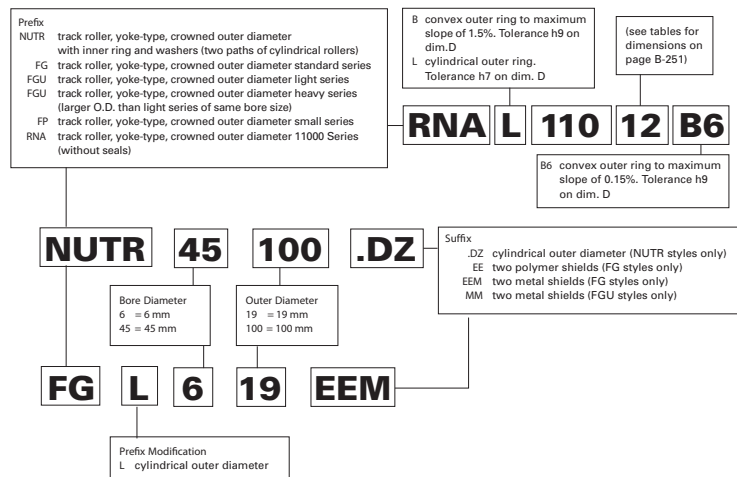 Prefix
NUTR track roller, yoke-type, crowned outer diameter
with inner ring and washers (two paths of cylindrical rollers)
FG track roller, yoke-type, crowned outer diameter standard series
FGU track roller, yoke-type, crowned outer diameter light series
FGU track roller, yoke-type, crowned outer diameter heavy series
(larger O.D. than light series of same bore size)
FP track roller, yoke-type, crowned outer diameter small series
RNA track roller, yoke-type, crowned outer diameter 11000 Series
(without seals)
B convex outer ring to maximum
slope of 1.5%. Tolerance h9 on
dim.D
L cylindrical outer ring.
Tolerance h7 on dim. D
(see tables for
dimensions on
page B-251)
RNA L 110 12 B6
B6 convex outer ring to maximum
slope of 0.15%. Tolerance h9
on dim. D
NUTR 45 100 .DZ
Suffix
.DZ cylindrical outer diameter (NUTR styles only)
EE two polymer shields (FG styles only)
EEM two metal shields (FG styles only)
MM two metal shields (FGU styles only)
Bore Diameter
6 = 6 mm
45 = 45 mm
Outer Diameter
19 = 19 mm
100 = 100 mm
FG L 6 19 EEM
Prefix Modification
L cylindrical outer diameter